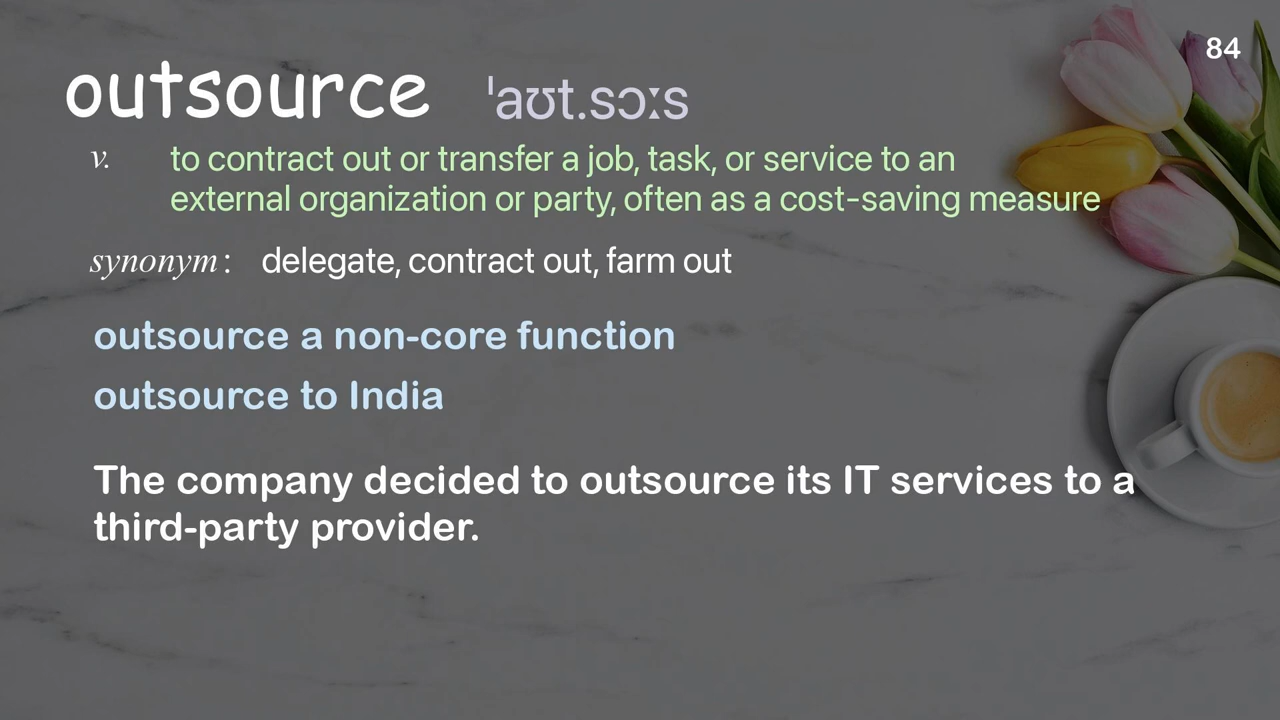 84
outsource ˈaʊt.sɔːs
v. to contract out or transfer a job, task, or service to an
external organization or party, often as a cost-saving measure
synonym: delegate, contract out, farm out
outsource a non-core function
outsource to India
The company decided to outsource its IT services to a
third-party provider.